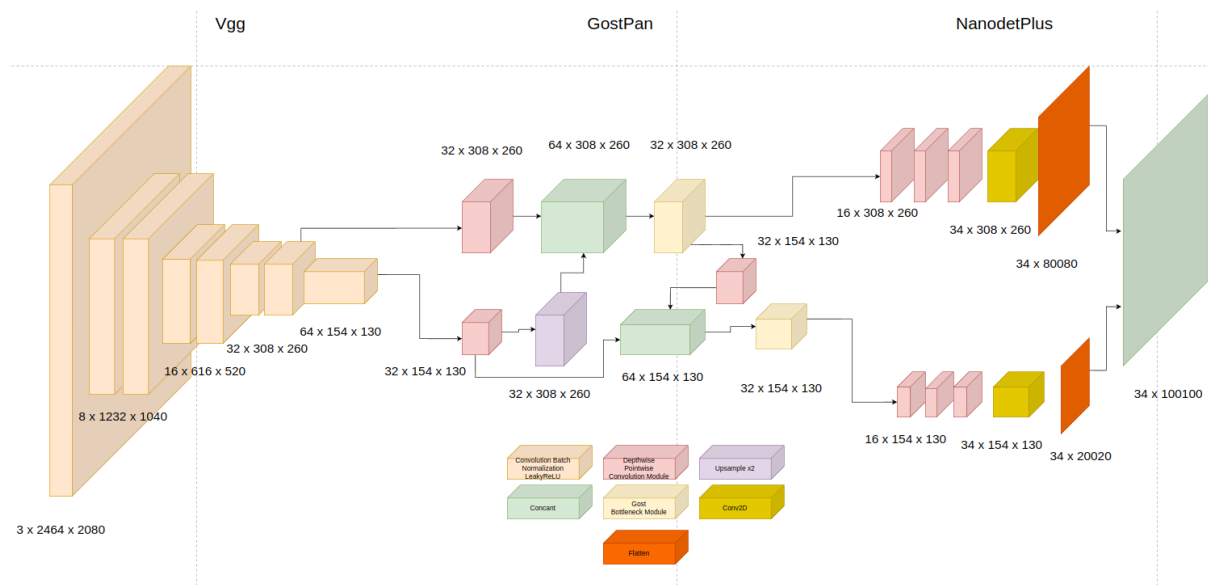 Vgg
GostPan
NanodetPlus
32 x 308 x 260
64 x 308 x 260
32 x 308 x 260
16 x 308 x 260
34 x 308 x 260
32 x 154 x 130
34 x 80080
64 x 154 x 130
32 x 308 x 260
16 x 616 x 520
8 x 1232 x 1040
3 x 2464 x 2080
32 x 154 x 130
32 x 308 x 260
64 x 154 x 130
32 x 154 x 130
16 x 154 x 130
34 x 154 x 130
34 x 20020
34 x 100100
Convolution Batch
Normalization
LeakyReLU
Depthwise
Pointwise
Convolution Module
Upsample x2
Concant
Gost
Bottleneck Module
Conv2D
Flatten